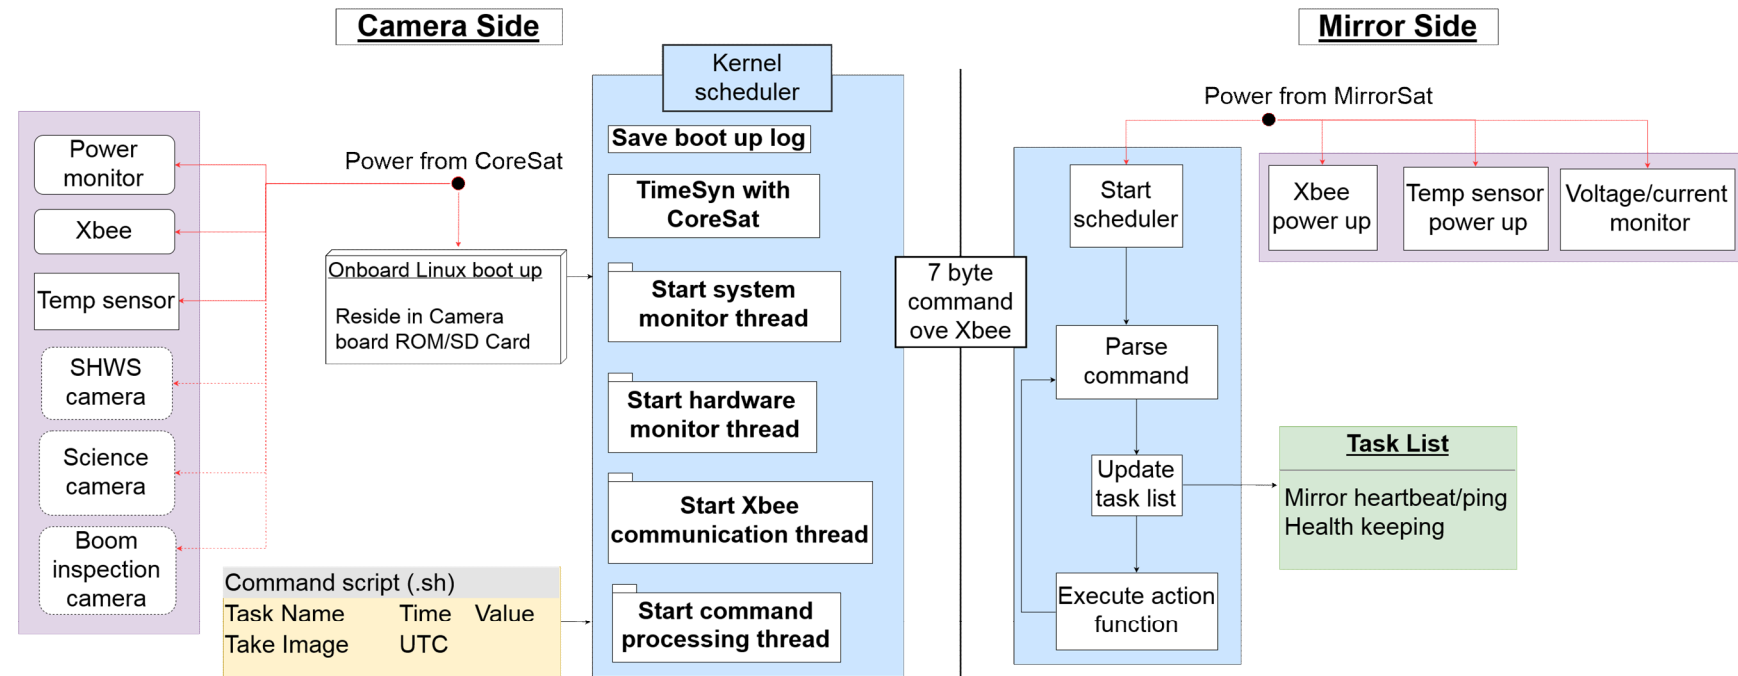 Camera Side
Mirror Side
Power
monitor
Xbee
Temp sensor
SHWS
camera
Science
camera
Boom
inspection
camera
Power from CoreSat
Onboard Linux boot up
Reside in Camera
board ROM/SD Card
Command script (.sh)
Task Name Time Value
Take Image UTC
Kernel
scheduler
Save boot up log
TimeSyn with
CoreSat
Start system
monitor thread
Start hardware
monitor thread
Start Xbee
communication thread
Start command
processing thread
7 byte
command
ove Xbee
Power from MirrorSat
Start
scheduler
Parse
command
Update
task list
Execute action
function
Xbee
power up
Temp sensor
power up
Voltage/current
monitor
Task List
Mirror heartbeat/ping
Health keeping